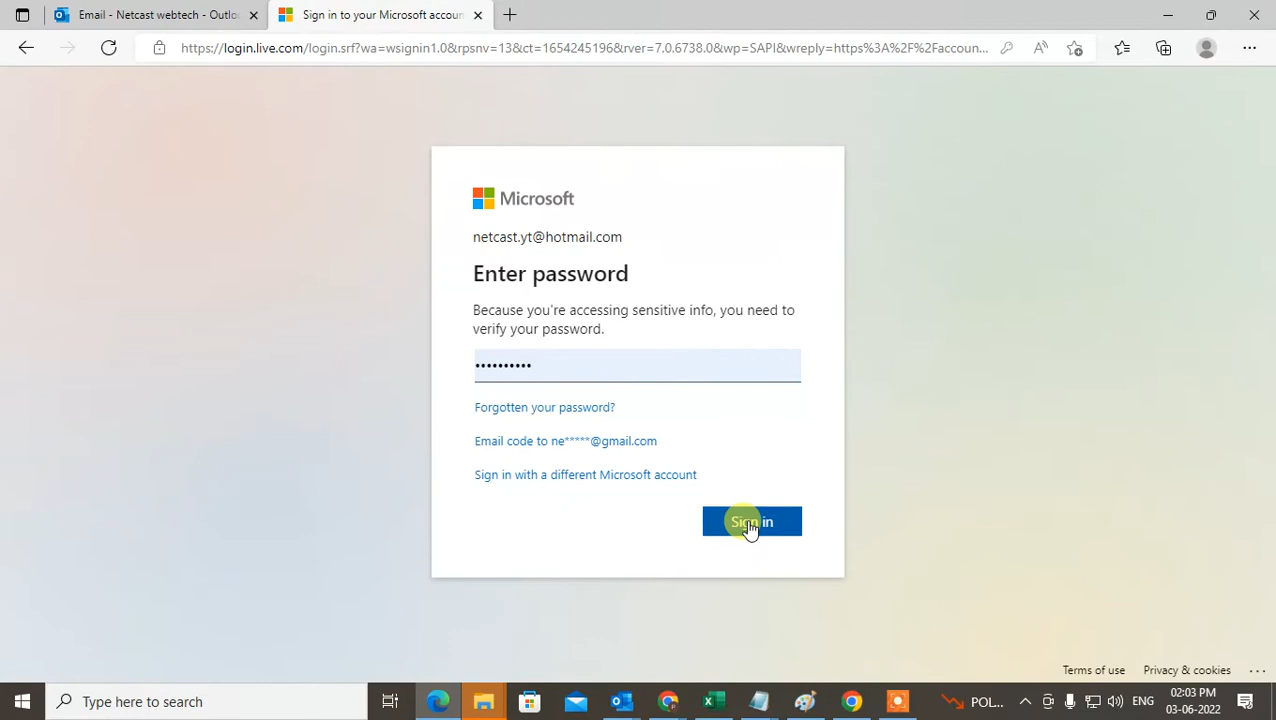 Email - Netcast webtech - Outlo
Sign in to your Microsoft accoun
https://login.live.com/login.srf?wa=wsignin1.0&rpsnv=13&ct=1654245196&rver=7.0.6738.0&wp=SAPI&wreply=https%3A%2F%2Faccoun...
Microsoft
netcast.yt@hotmail.com
Enter password
Because you're accessing sensitive info, you need to
verify your password.
••••••••••
Forgotten your password?
Email code to ne*****@gmail.com
Sign in with a different Microsoft account
Sign in
Terms of use
Privacy & cookies
...
Type here to search
POL...
ENG
02:03 PM
03-06-2022